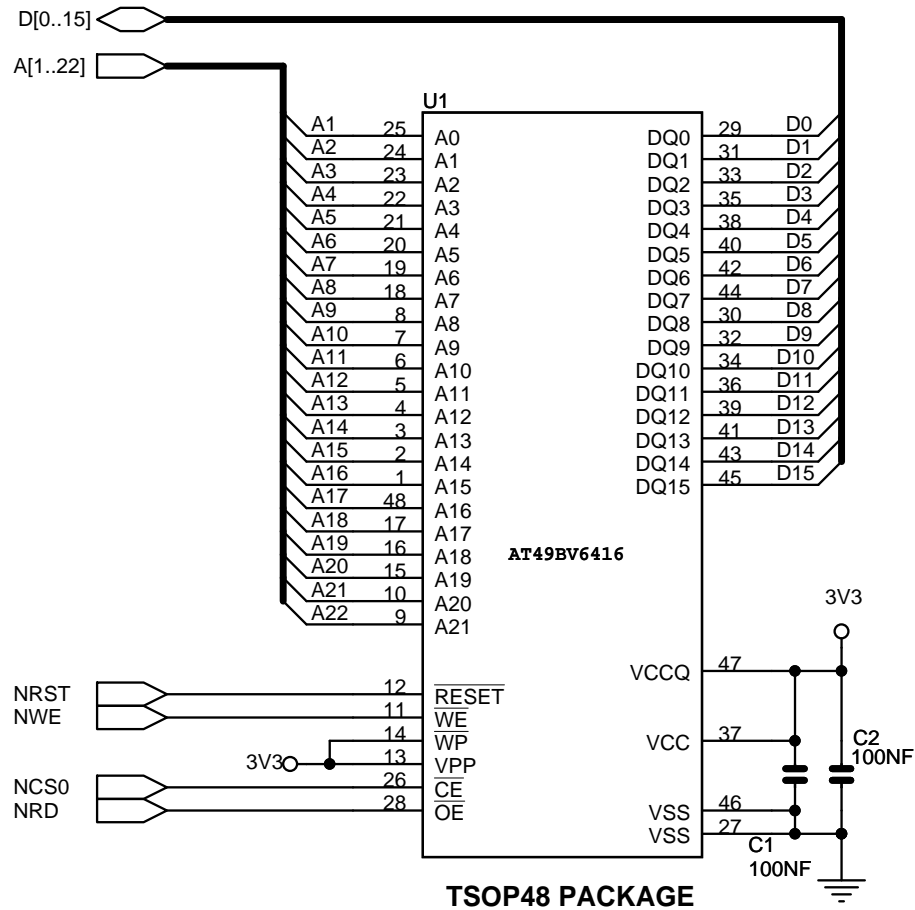 D[0..15]
A[1..22]
U1
A1 25 A0 DQ0 29 D0
A2 24 A1 DQ1 31 D1
A3 23 A2 DQ2 33 D2
A4 22 A3 DQ3 35 D3
A5 21 A4 DQ4 38 D4
A6 20 A5 DQ5 40 D5
A7 19 A6 DQ6 42 D6
A8 18 A7 DQ7 44 D7
A9 8 A8 DQ8 30 D8
A10 7 A9 DQ9 32 D9
A11 6 A10 DQ10 34 D10
A12 5 A11 DQ11 36 D11
A13 4 A12 DQ12 39 D12
A14 3 A13 DQ13 41 D13
A15 2 A14 DQ14 43 D14
A16 1 A15 DQ15 45 D15
A17 48 A16
A18 17 A17
A19 16 A18 AT49BV6416
A20 15 A19
A21 10 A20
A22 9 A21
3V3
VCCQ 47
NRST 12 RESET
NWE 11 WE
14 WP VCC 37
3V3 13 VPP
C2
100NF
NCS0 26 CE
NRD 28 OE
VSS 46
VSS 27
C1
100NF
TSOP48 PACKAGE